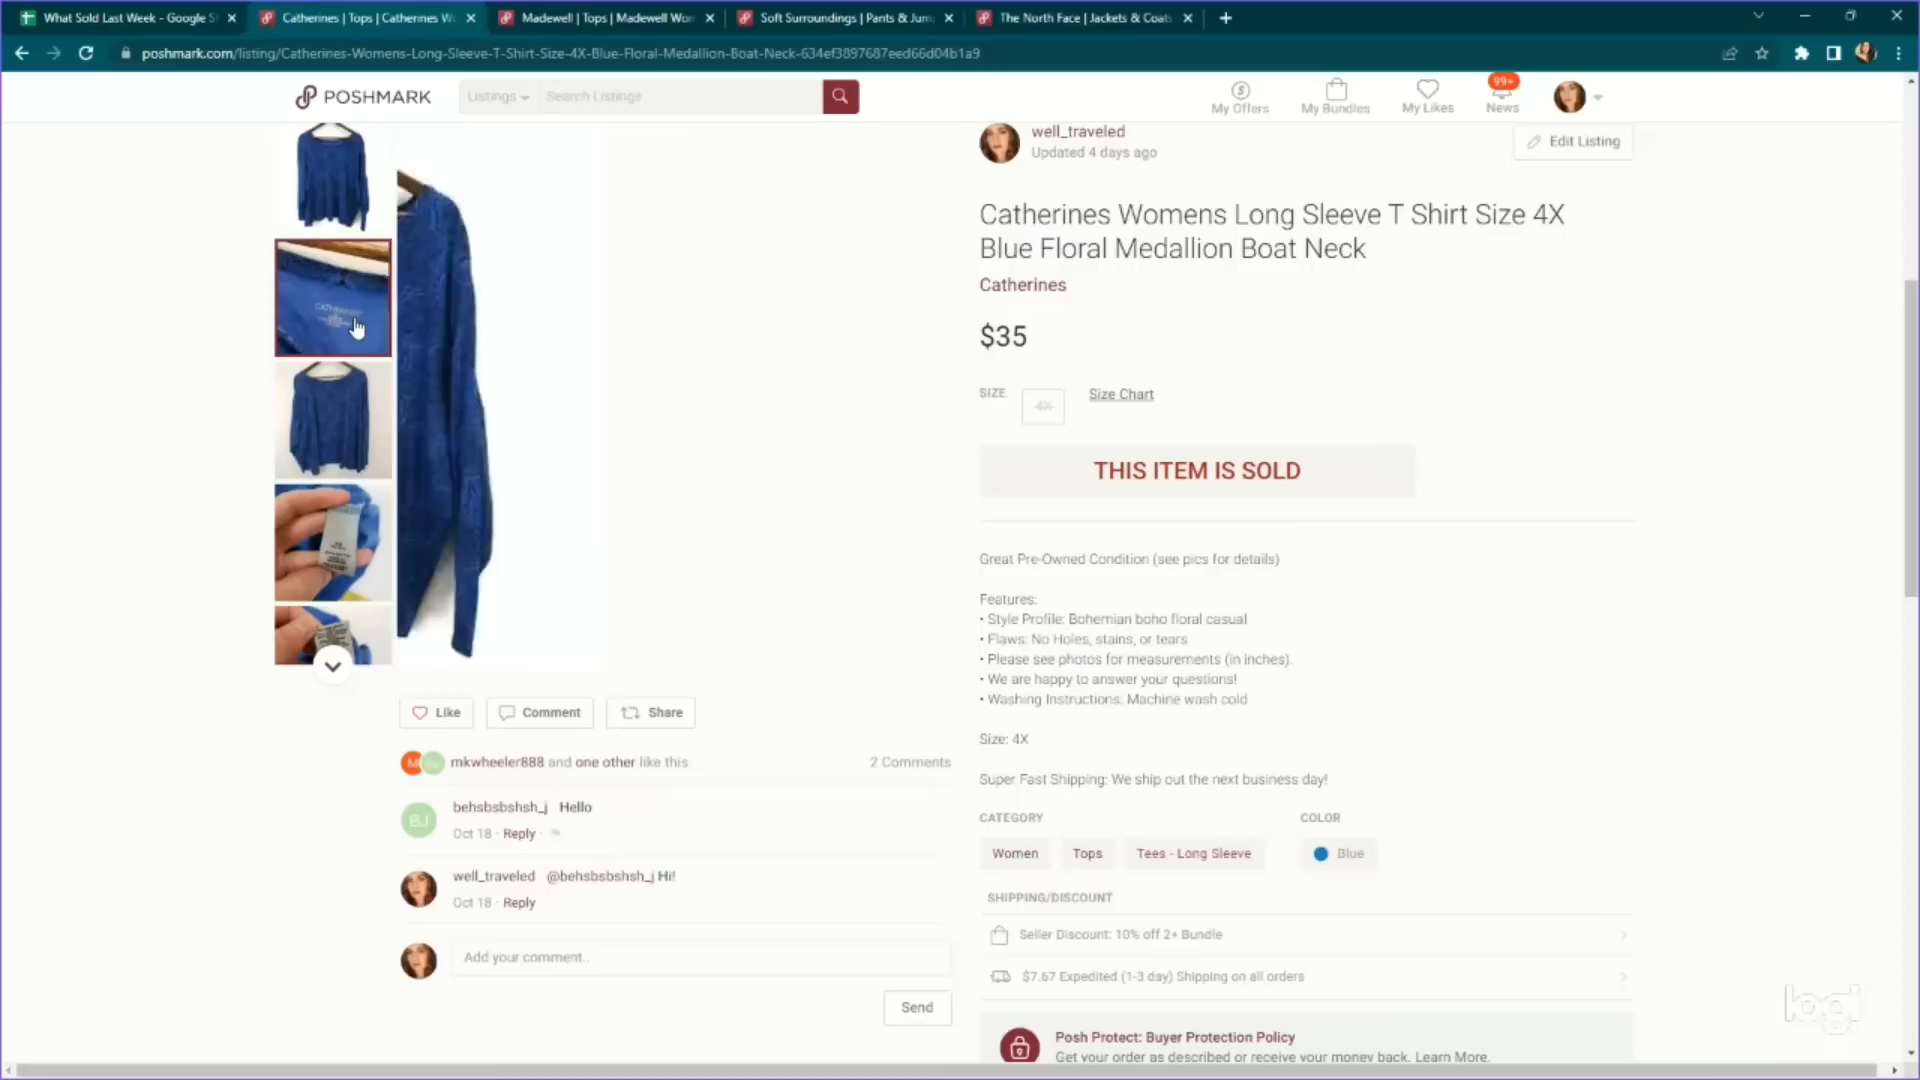 What Sold Last Week - Google S
Catherines | Tops | Catherines W
Madewell | Tops | Madewell Wo
Soft Surroundings | Pants & Jum
The North Face | Jackets & Coats
poshmark.com/listing/Catherines-Womens-Long-Sleeve-T-Shirt-Size-4X-Blue-Floral-Medallion-Boat-Neck-634ef3897687eed66d04b1a9
POSHMARK
Listings
Search Listings
My Offers
My Bundles
My Likes
99+
News
well_traveled
Updated 4 days ago
Edit Listing
Catherines Womens Long Sleeve T Shirt Size 4X
Blue Floral Medallion Boat Neck
Catherines
$35
SIZE
4X
Size Chart
THIS ITEM IS SOLD
Great Pre-Owned Condition (see pics for details)
Features:
• Style Profile: Bohemian boho floral casual
• Flaws: No Holes, stains, or tears
• Please see photos for measurements (in inches).
• We are happy to answer your questions!
• Washing Instructions: Machine wash cold
Size: 4X
Super Fast Shipping: We ship out the next business day!
CATEGORY
COLOR
Women
Tops
Tees - Long Sleeve
Blue
SHIPPING/DISCOUNT
Seller Discount: 10% off 2+ Bundle
$7.67 Expedited (1-3 day) Shipping on all orders
Posh Protect: Buyer Protection Policy
Get your order as described or receive your money back. Learn More.
CATHERINES
Like
Comment
Share
mkwheeler888 and one other like this
2 Comments
BJ
behsbsbshsh_j Hello
Oct 18 · Reply ·
well_traveled @behsbsbshsh_j Hi!
Oct 18 · Reply
Add your comment..
Send
logi